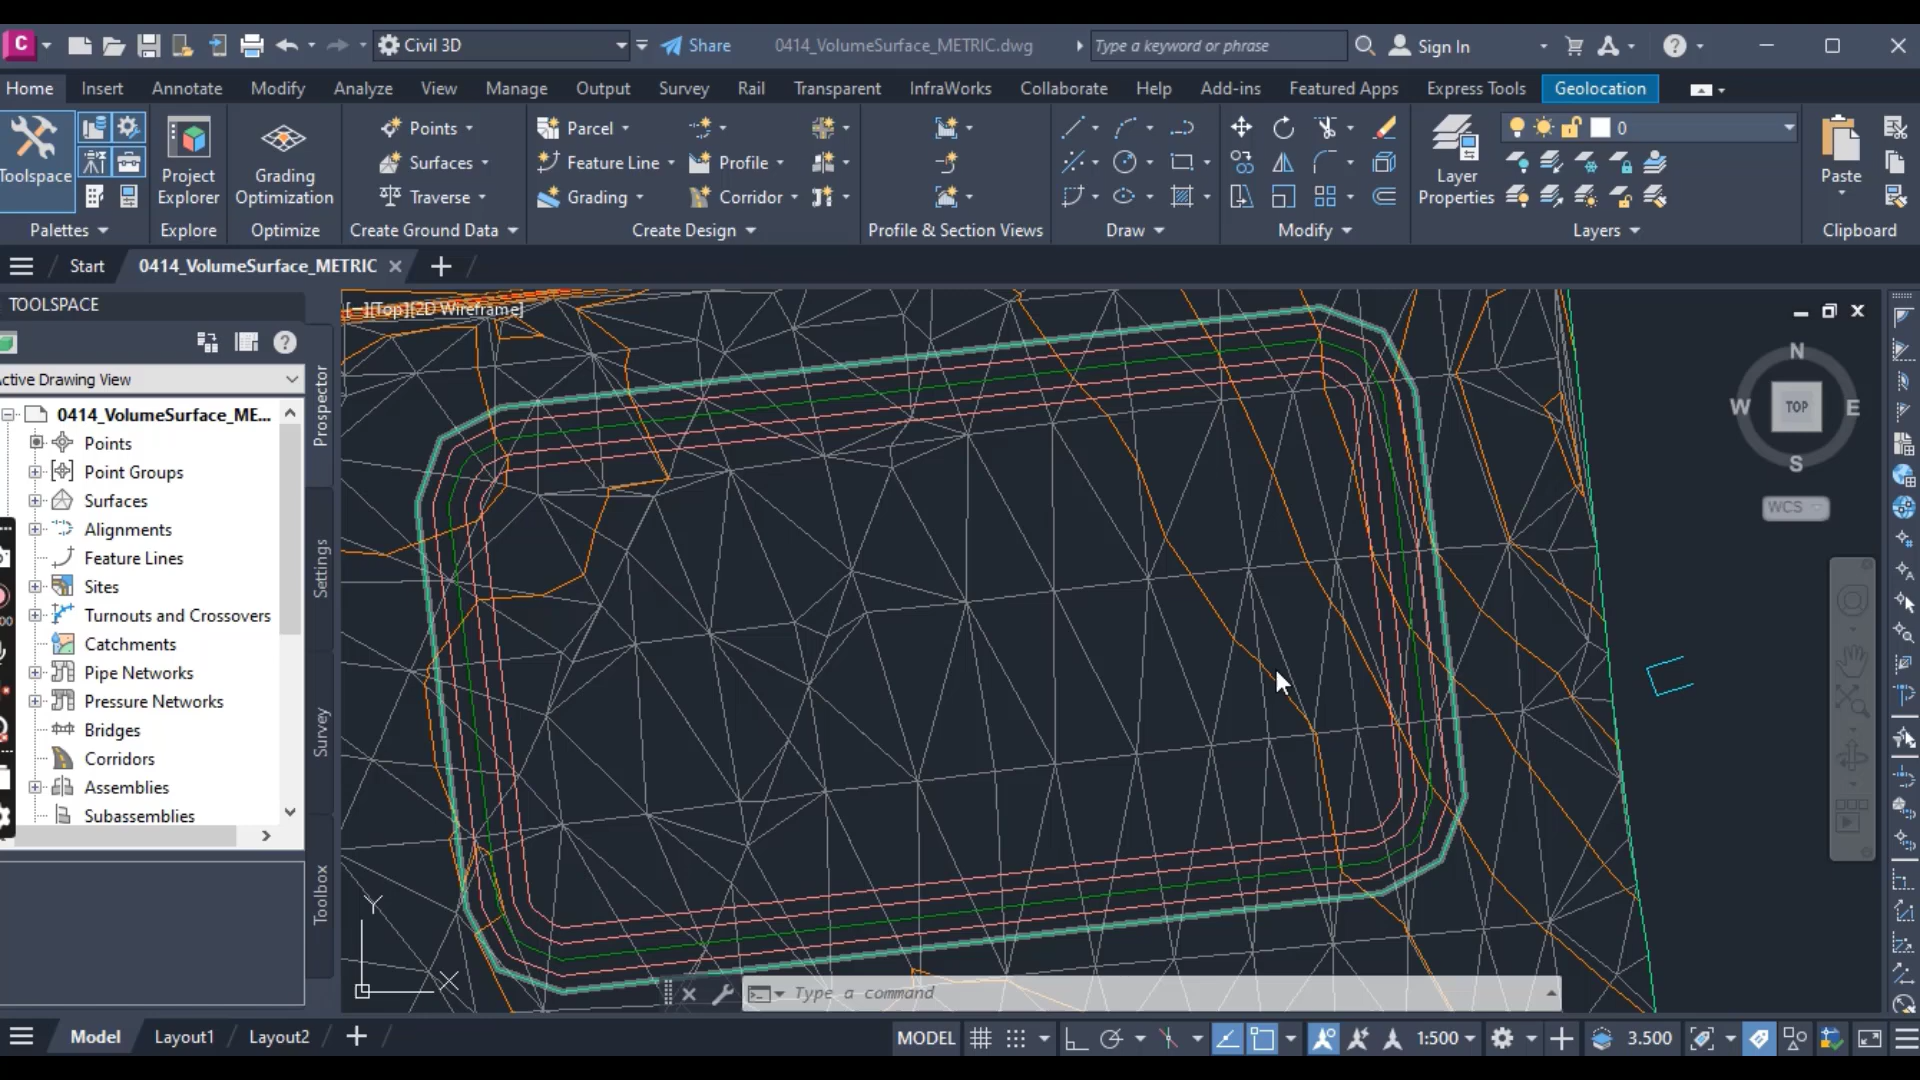 C Civil 3D Share 0414_VolumeSurface_METRIC.dwg Type a keyword or phrase Sign In
Home Insert Annotate Modify Analyze View Manage Output Survey Rail Transparent InfraWorks Collaborate Help Add-ins Featured Apps Express Tools Geolocation
Points Parcel 0
Surfaces Feature Line Profile
Toolspace Project Grading Layer Paste
Explorer Optimization Traverse Grading Corridor Properties
Palettes Explore Optimize Create Ground Data Create Design Profile & Section Views Draw Modify Layers Clipboard
Start 0414_VolumeSurface_METRIC
TOOLSPACE
[−][Top][2D Wireframe]
Active Drawing View
0414_VolumeSurface_ME...
Points
Point Groups
Surfaces
Alignments
Feature Lines
Sites
Turnouts and Crossovers
Catchments
Pipe Networks
Pressure Networks
Bridges
Corridors
Assemblies
Subassemblies
Prospector
Settings
Survey
Toolbox
N
W TOP E
S
WCS
Y
X
Type a command
Model Layout1 Layout2
MODEL 1:500 3.500